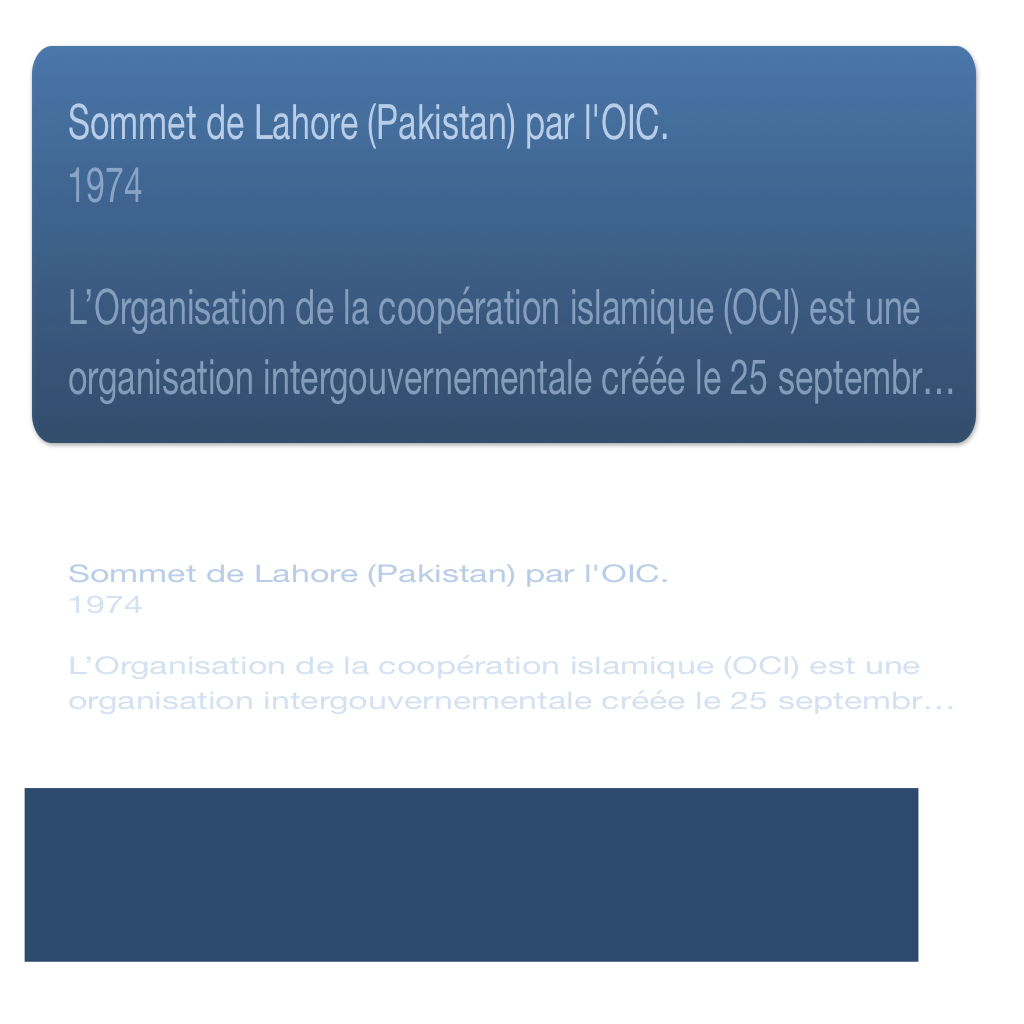 Sommet de Lahore (Pakistan) par l'OIC.
1974
L’Organisation de la coopération islamique (OCI) est une
organisation intergouvernementale créée le 25 septembr…
Sommet de Lahore (Pakistan) par l'OIC.
1974
L’Organisation de la coopération islamique (OCI) est une
organisation intergouvernementale créée le 25 septembr…